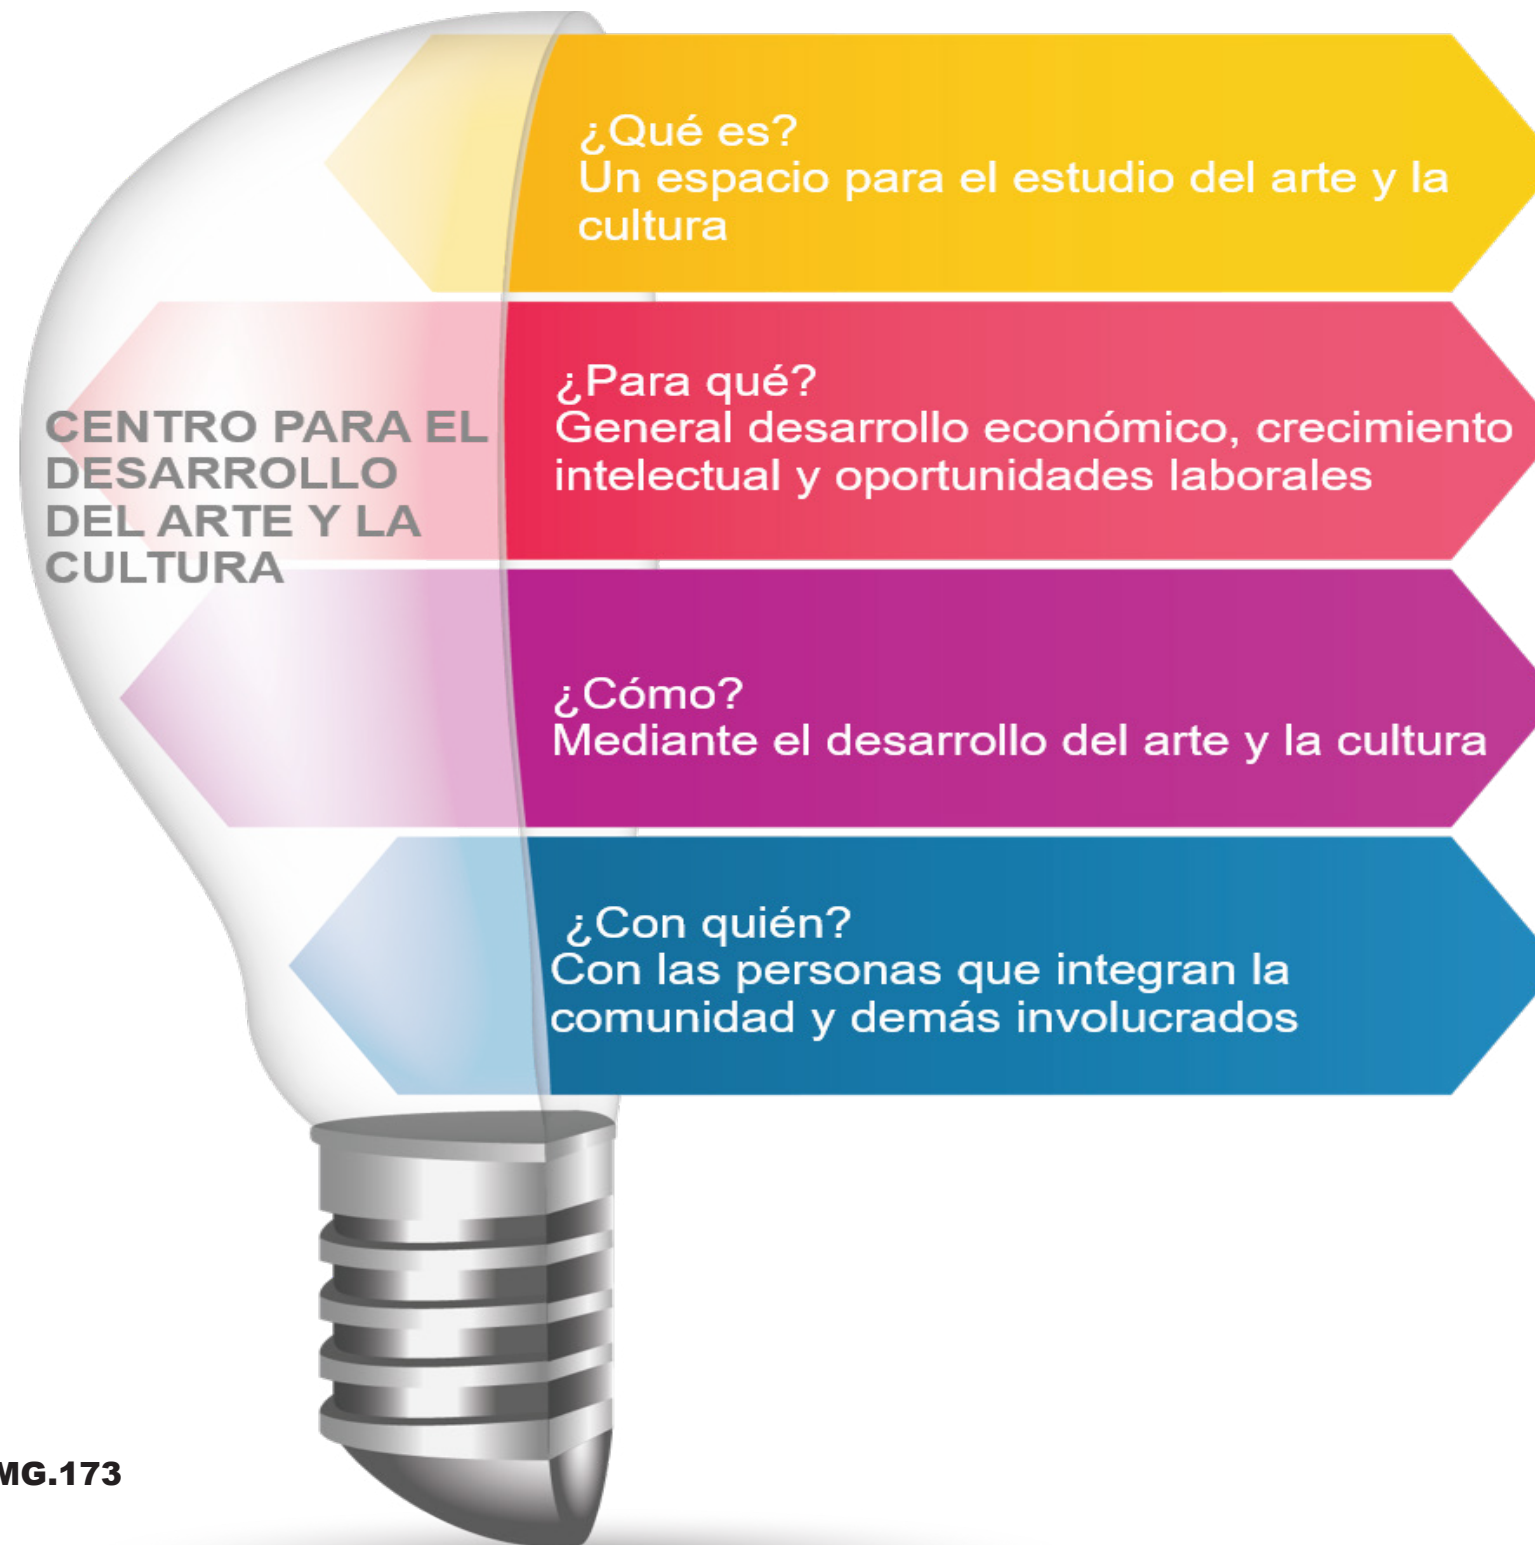 ¿Qué es?
Un espacio para el estudio del arte y la
cultura
CENTRO PARA EL
DESARROLLO
DEL ARTE Y LA
CULTURA
¿Para qué?
General desarrollo económico, crecimiento
intelectual y oportunidades laborales
¿Cómo?
Mediante el desarrollo del arte y la cultura
¿Con quién?
Con las personas que integran la
comunidad y demás involucrados
MG.173